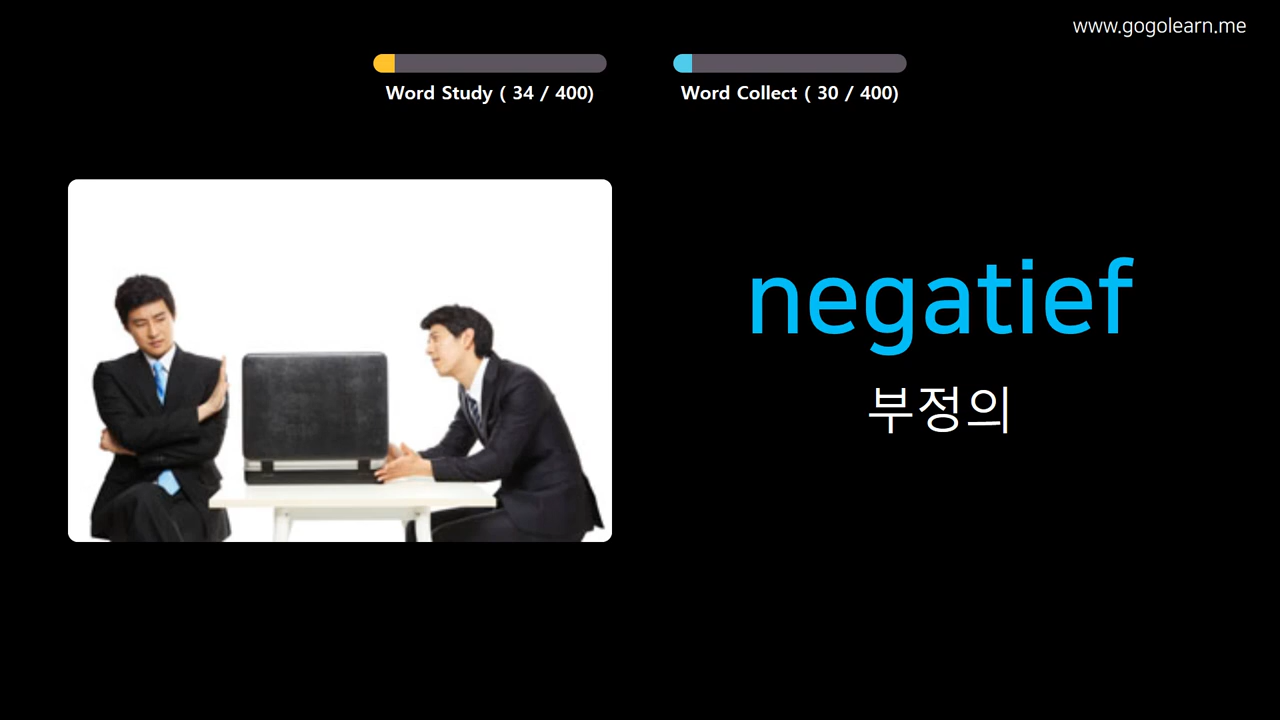 www.gogolearn.me
Word Study ( 34 / 400)
Word Collect ( 30 / 400)
negatief
부정의